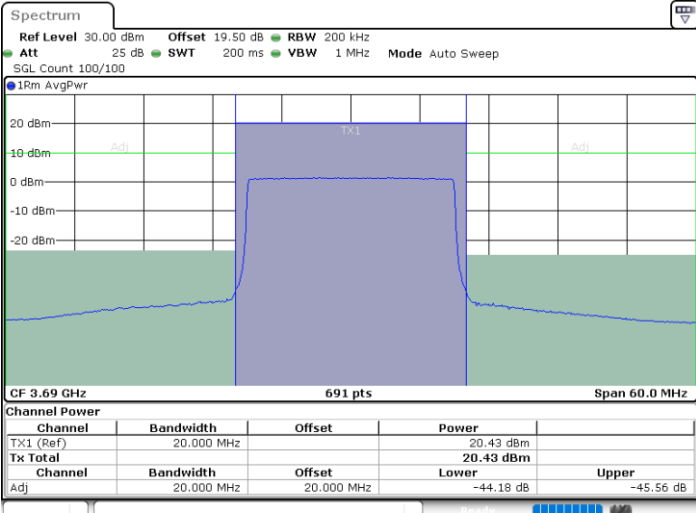 Spectrum
Ref Level 30.00 dBm Offset 19.50 dB RBW 200 kHz
Att 25 dB SWT 200 ms VBW 1 MHz Mode Auto Sweep
SGL Count 100/100
1Rm AvgPwr
20 dBm
TX1
Adj Adj
10 dBm
0 dBm
-10 dBm
-20 dBm
CF 3.69 GHz 691 pts Span 60.0 MHz
Channel Power
Channel Bandwidth Offset Power
TX1 (Ref) 20.000 MHz 20.43 dBm
Tx Total 20.43 dBm
Channel Bandwidth Offset Lower Upper
Adj 20.000 MHz 20.000 MHz -44.18 dB -45.56 dB
Ready